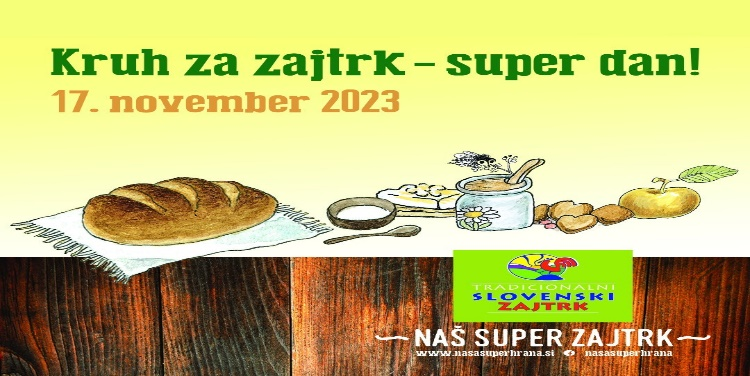 Kruh za zajtrk – super dan!
17. november 2023
TRADICIONALNI
SLOVENSKI
ZAJTRK
NAŠ SUPER ZAJTRK
www.nasasuperhrana.si nasasuperhrana